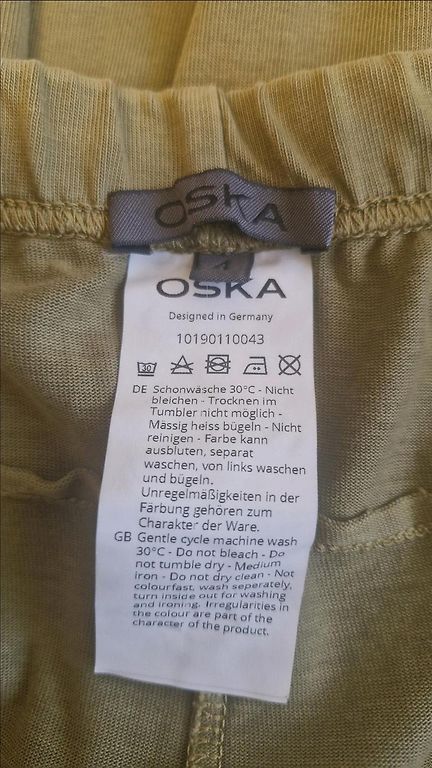 OSKA
1
OSKA
Designed in Germany
10190110043
30
DE Schonwäsche 30°C - Nicht
bleichen - Trocknen im
Tumbler nicht möglich -
Mässig heiss bügeln - Nicht
reinigen - Farbe kann
ausbluten, separat
waschen, von links waschen
und bügeln.
Unregelmäßigkeiten in der
Färbung gehören zum
Charakter der Ware.
GB Gentle cycle machine wash
30°C - Do not bleach - Do
not tumble dry - Medium
iron - Do not dry clean - Not
colourfast, wash seperately,
turn inside out for washing
and ironing. Irregularities in
the colour are part of the
character of the product.